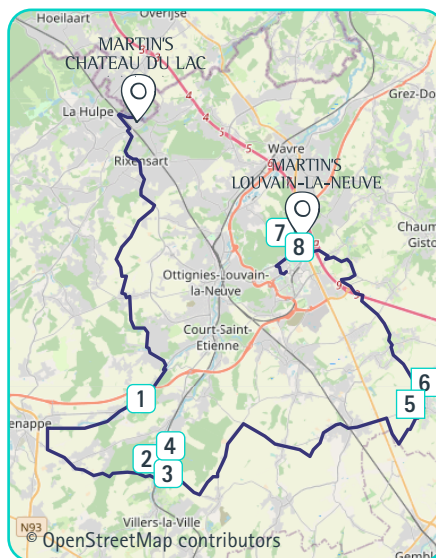 Hoeilaart
Overijse
MARTIN'S
CHATEAU DU LAC
La Hulpe
Grez-Do
Rixensart
Wavre
MARTIN'S
LOUVAIN-LA-NEUVE
7
8
Chaum
Gisto
Ottignies-Louvain-
la-Neuve
Court-Saint-
Etienne
1
6
5
enappe
4
2
3
N93
Villers-la-Ville
© OpenStreetMap contributors